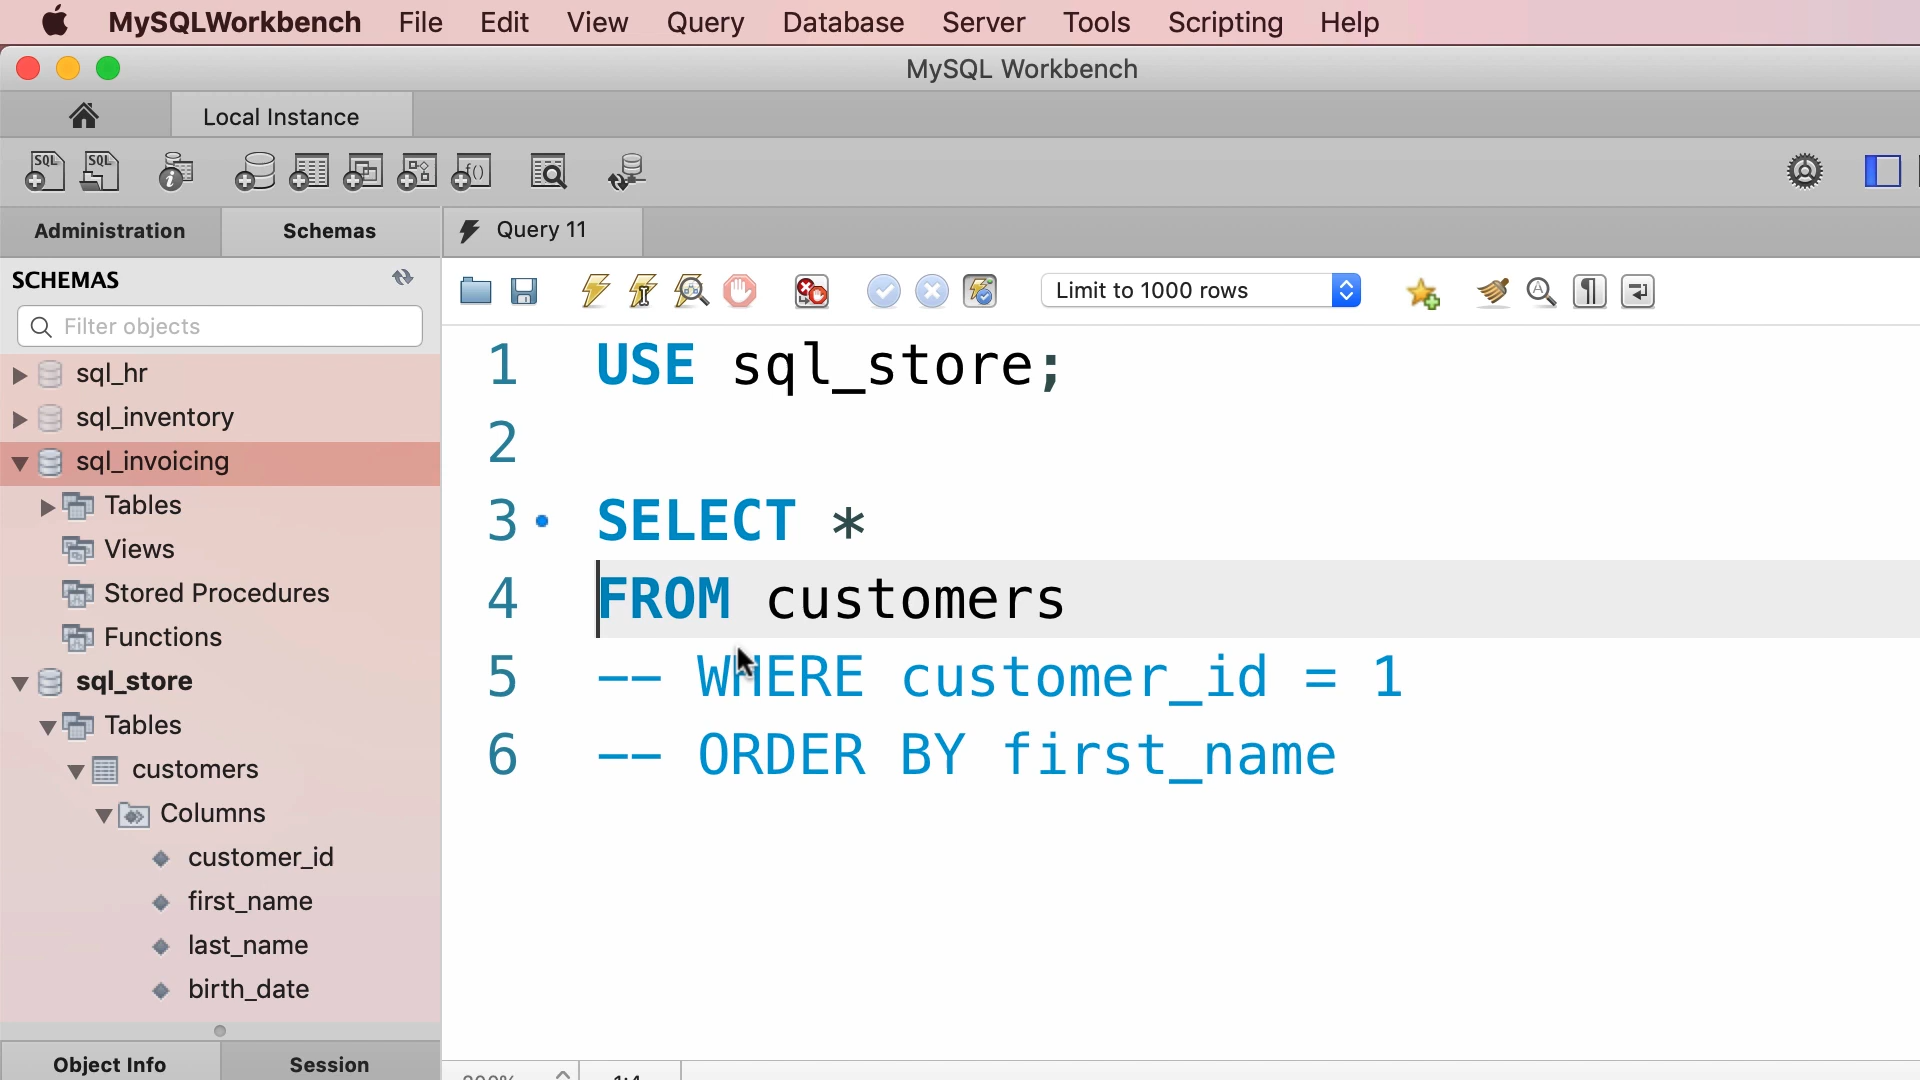 MySQLWorkbench File Edit View Query Database Server Tools Scripting Help
MySQL Workbench
Local Instance
SQL SQL
Administration Schemas Query 11
SCHEMAS
Limit to 1000 rows
Filter objects
sql_hr
sql_inventory
sql_invoicing
Tables
Views
Stored Procedures
Functions
sql_store
Tables
customers
Columns
customer_id
first_name
last_name
birth_date
Object Info Session
1 USE sql_store;
2
3 SELECT *
4 FROM customers
5 -- WHERE customer_id = 1
6 -- ORDER BY first_name